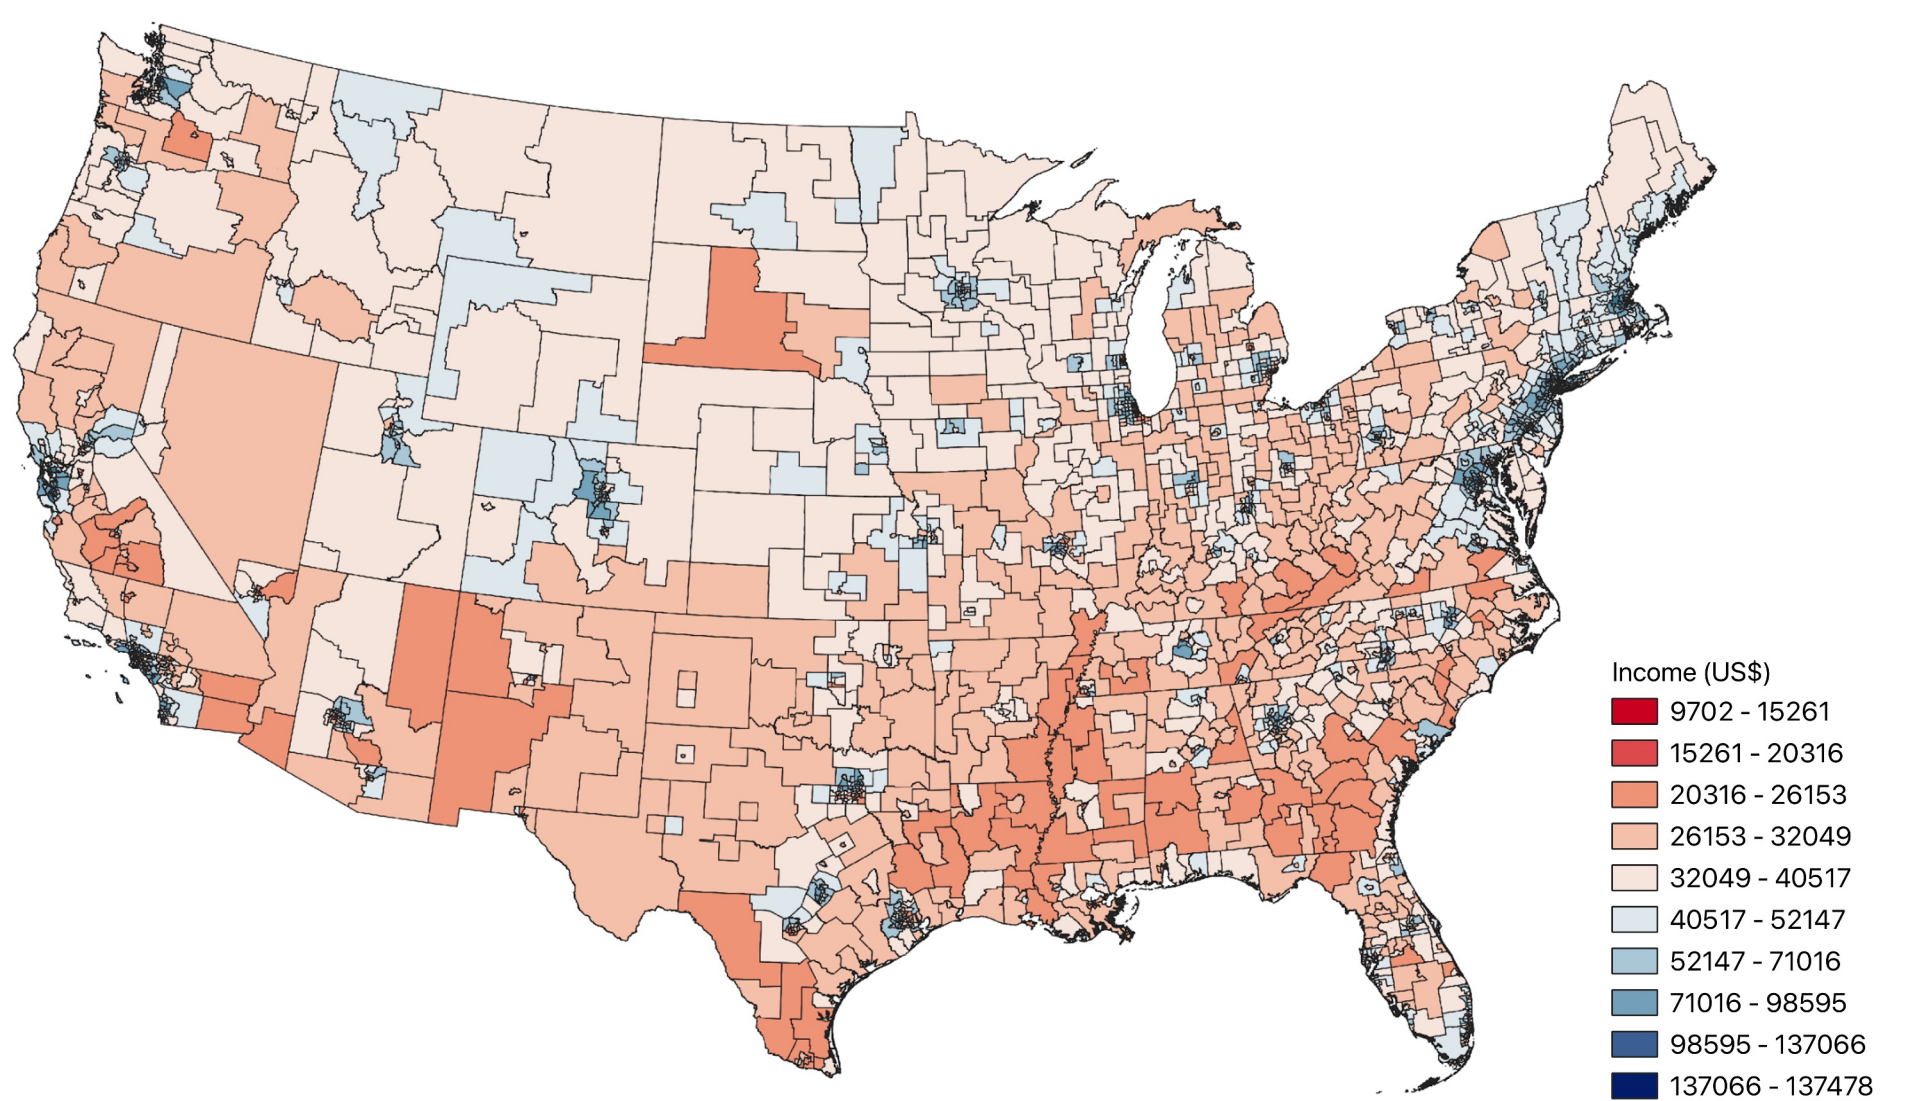 Income (US$)
9702 - 15261
15261 - 20316
20316 - 26153
26153 - 32049
32049 - 40517
40517 - 52147
52147 - 71016
71016 - 98595
98595 - 137066
137066 - 137478